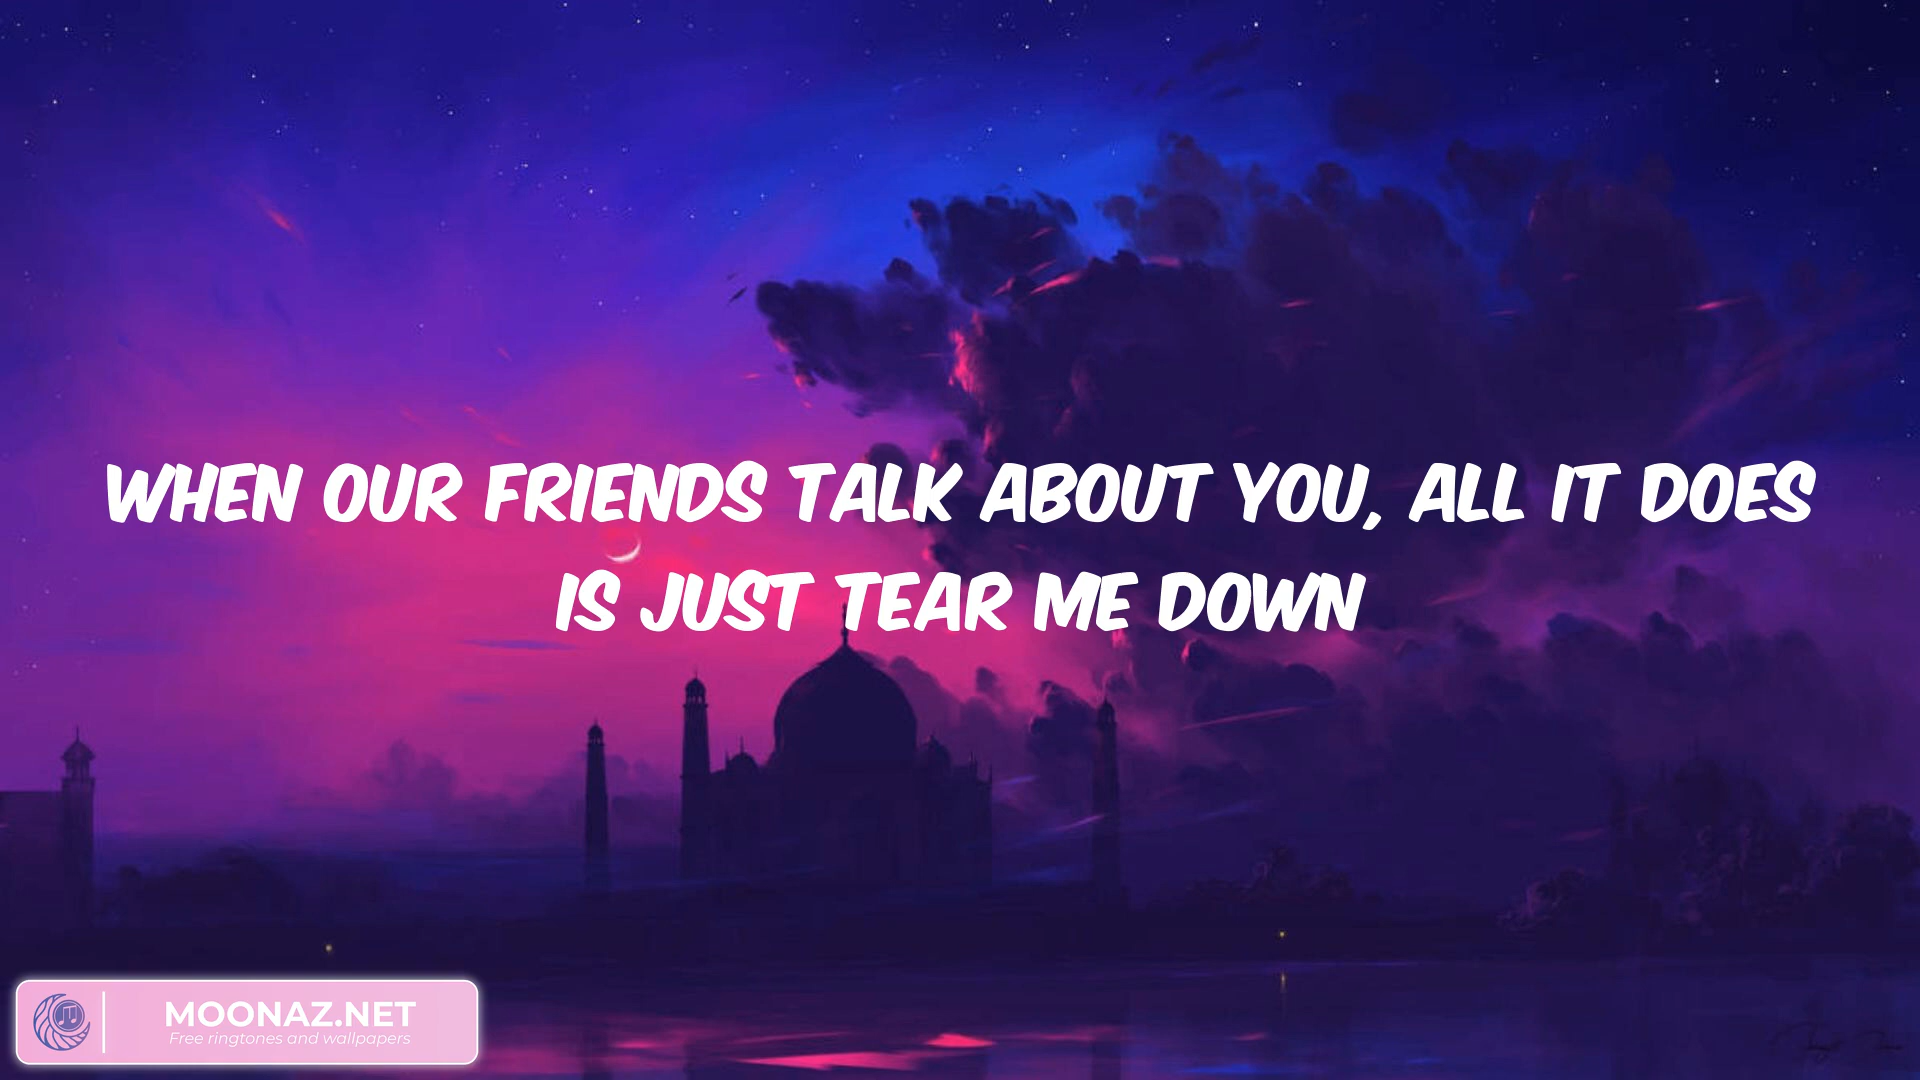 WHEN OUR FRIENDS TALK ABOUT YOU, ALL IT DOES
IS JUST TEAR ME DOWN
MOONAZ.NET
Free ringtones and wallpapers